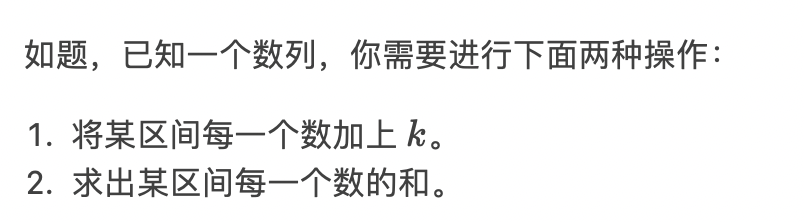 如题，已知一个数列，你需要进行下面两种操作：
1. 将某区间每一个数加上 k。
2. 求出某区间每一个数的和。